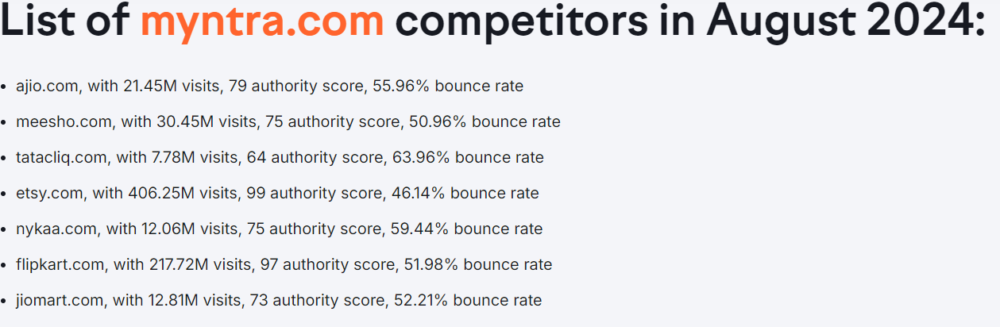 List of myntra.com competitors in August 2024:
• ajio.com, with 21.45M visits, 79 authority score, 55.96% bounce rate
• meesho.com, with 30.45M visits, 75 authority score, 50.96% bounce rate
• tatacliq.com, with 7.78M visits, 64 authority score, 63.96% bounce rate
• etsy.com, with 406.25M visits, 99 authority score, 46.14% bounce rate
• nykaa.com, with 12.06M visits, 75 authority score, 59.44% bounce rate
• flipkart.com, with 217.72M visits, 97 authority score, 51.98% bounce rate
• jiomart.com, with 12.81M visits, 73 authority score, 52.21% bounce rate